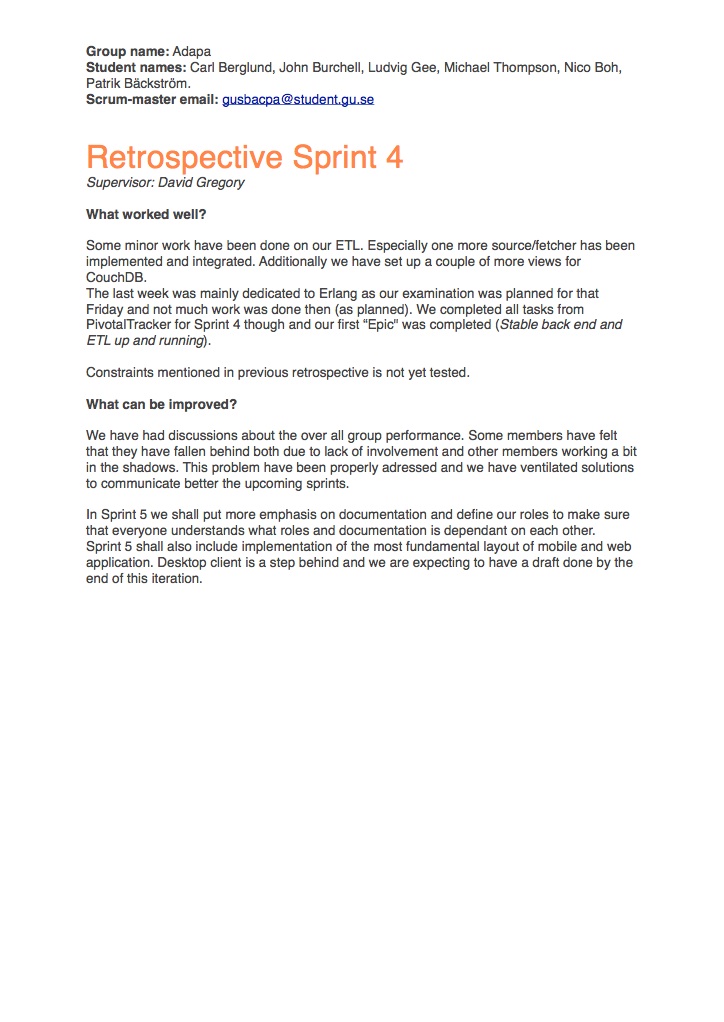 Group name: Adapa
Student names: Carl Berglund, John Burchell, Ludvig Gee, Michael Thompson, Nico Boh,
Patrik Bäckström.
Scrum-master email: gusbacpa@student.gu.se
Retrospective Sprint 4
Supervisor: David Gregory
What worked well?
Some minor work have been done on our ETL. Especially one more source/fetcher has been
implemented and integrated. Additionally we have set up a couple of more views for
CouchDB.
The last week was mainly dedicated to Erlang as our examination was planned for that
Friday and not much work was done then (as planned). We completed all tasks from
PivotalTracker for Sprint 4 though and our first “Epic" was completed (Stable back end and
ETL up and running).
Constraints mentioned in previous retrospective is not yet tested.
What can be improved?
We have had discussions about the over all group performance. Some members have felt
that they have fallen behind both due to lack of involvement and other members working a bit
in the shadows. This problem have been properly adressed and we have ventilated solutions
to communicate better the upcoming sprints.
In Sprint 5 we shall put more emphasis on documentation and define our roles to make sure
that everyone understands what roles and documentation is dependant on each other.
Sprint 5 shall also include implementation of the most fundamental layout of mobile and web
application. Desktop client is a step behind and we are expecting to have a draft done by the
end of this iteration.